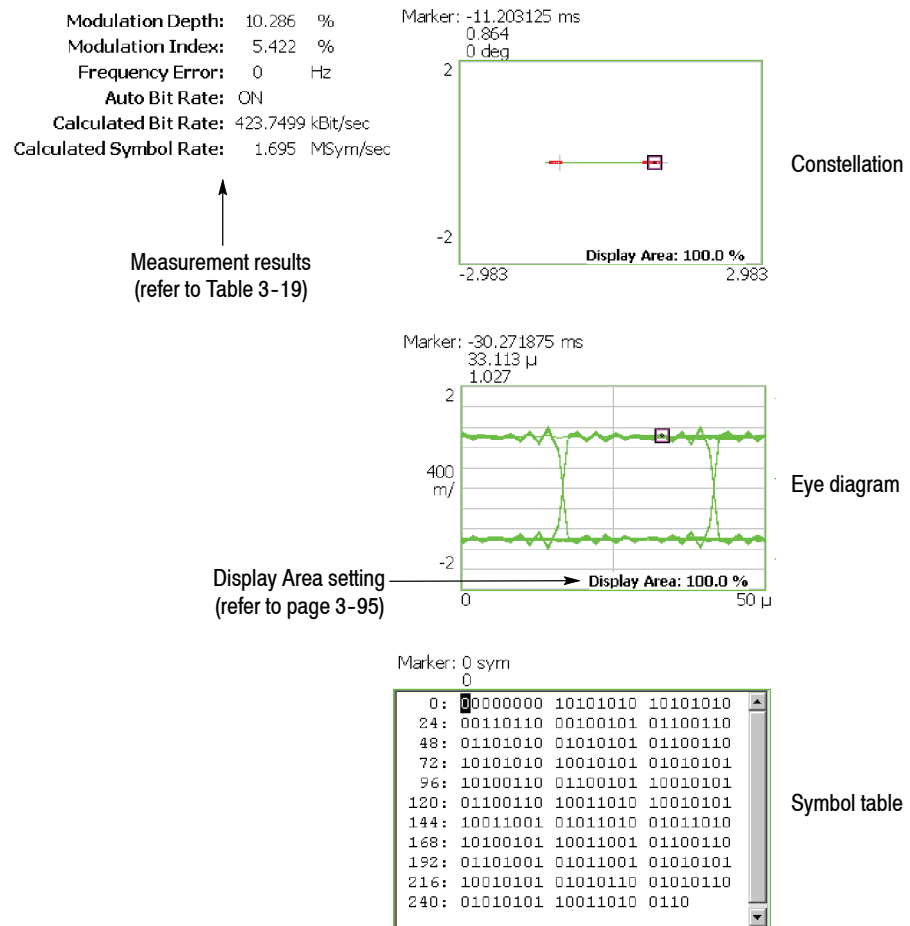 Modulation Depth: 10.286 %
Modulation Index: 5.422 %
Frequency Error: 0 Hz
Auto Bit Rate: ON
Calculated Bit Rate: 423.7499 kBit/sec
Calculated Symbol Rate: 1.695 MSym/sec
Measurement results
(refer to Table 3-19)
Marker: -11.203125 ms
0.864
0 deg
2
-2
Display Area: 100.0 %
-2.983 2.983
Constellation
Marker: -30.271875 ms
33.113 µ
1.027
2
400
m/
-2
Display Area: 100.0 %
0 50 µ
Eye diagram
Display Area setting
(refer to page 3-95)
Marker: 0 sym
0
0: 00000000 10101010 10101010
24: 00110110 00100101 01100110
48: 01101010 01010101 01100110
72: 10101010 10010101 01010101
96: 10100110 01100101 10010101
120: 01100110 10011010 10010101
144: 10011001 01011010 01011010
168: 10100101 10011001 01100110
192: 01101001 01011001 01010101
216: 10010101 01010110 01010110
240: 01010101 10011010 0110
Symbol table